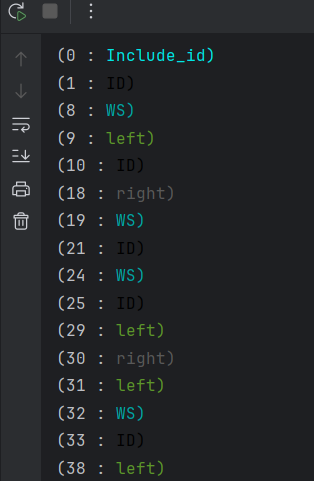 (0 : Include_id)
(1 : ID)
(8 : WS)
(9 : left)
(10 : ID)
(18 : right)
(19 : WS)
(21 : ID)
(24 : WS)
(25 : ID)
(29 : left)
(30 : right)
(31 : left)
(32 : WS)
(33 : ID)
(38 : left)